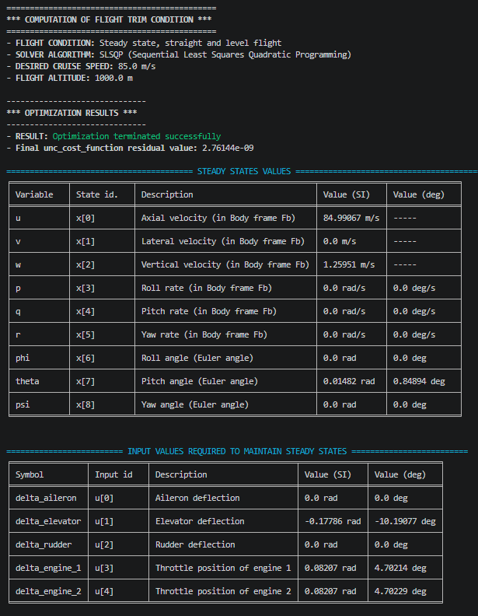 =============================================
*** COMPUTATION OF FLIGHT TRIM CONDITION ***
=============================================
- FLIGHT CONDITION: Steady state, straight and level flight
- SOLVER ALGORITHM: SLSQP (Sequential Least Squares Quadratic Programming)
- DESIRED CRUISE SPEED: 85.0 m/s
- FLIGHT ALTITUDE: 1000.0 m
------------------------------
*** OPTIMIZATION RESULTS ***
------------------------------
- RESULT: Optimization terminated successfully
- Final unc_cost_function residual value: 2.76144e-09
======================================== STEADY STATES VALUES ========================================
Variable State id. Description Value (SI) Value (deg)
u x[0] Axial velocity (in Body frame Fb) 84.99067 m/s -----
v x[1] Lateral velocity (in Body frame Fb) 0.0 m/s -----
w x[2] Vertical velocity (in Body frame Fb) 1.25951 m/s -----
p x[3] Roll rate (in Body frame Fb) 0.0 rad/s 0.0 deg/s
q x[4] Pitch rate (in Body frame Fb) 0.0 rad/s 0.0 deg/s
r x[5] Yaw rate (in Body frame Fb) 0.0 rad/s 0.0 deg/s
phi x[6] Roll angle (Euler angle) 0.0 rad 0.0 deg
theta x[7] Pitch angle (Euler angle) 0.01482 rad 0.84894 deg
psi x[8] Yaw angle (Euler angle) 0.0 rad 0.0 deg
========================= INPUT VALUES REQUIRED TO MAINTAIN STEADY STATES =========================
Symbol Input id Description Value (SI) Value (deg)
delta_aileron u[0] Aileron deflection 0.0 rad 0.0 deg
delta_elevator u[1] Elevator deflection -0.17786 rad -10.19077 deg
delta_rudder u[2] Rudder deflection 0.0 rad 0.0 deg
delta_engine_1 u[3] Throttle position of engine 1 0.08207 rad 4.70214 deg
delta_engine_2 u[4] Throttle position of engine 2 0.08207 rad 4.70229 deg